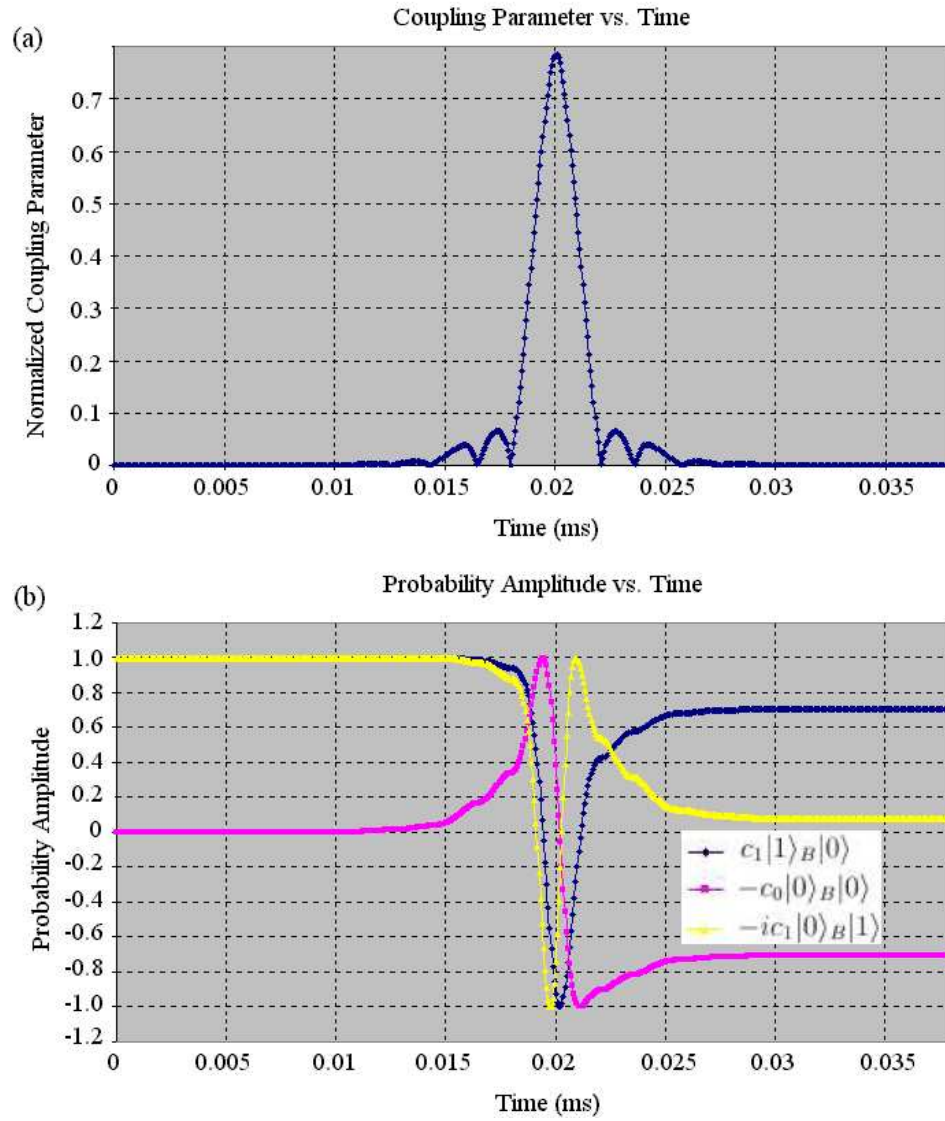 Coupling Parameter vs. Time
(a)
Normalized Coupling Parameter
0.7
0.6
0.5
0.4
0.3
0.2
0.1
0
0 0.005 0.01 0.015 0.02 0.025 0.03 0.035
Time (ms)
Probability Amplitude vs. Time
(b)
Probability Amplitude
1.2
1.0
0.8
0.6
0.4
0.2
0
-0.2
-0.4
-0.6
-0.8
-1.0
-1.2
c₁|1⟩_B|0⟩
-c₀|0⟩_B|0⟩
-ic₁|0⟩_B|1⟩
0 0.005 0.01 0.015 0.02 0.025 0.03 0.035
Time (ms)